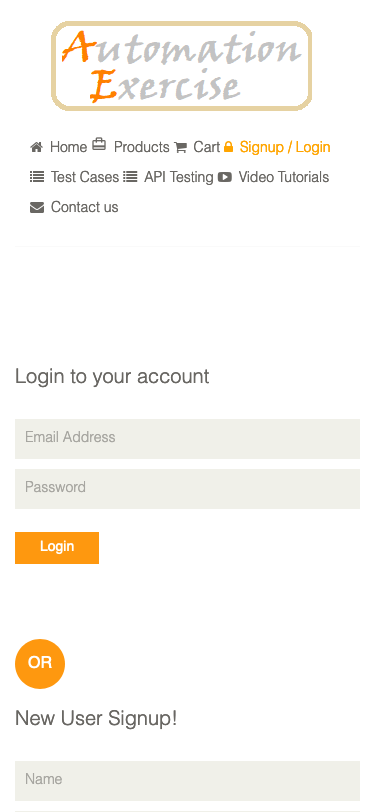 Automation
Exercise
Home Products Cart Signup / Login
Test Cases API Testing Video Tutorials
Contact us
Login to your account
Email Address
Password
Login
OR
New User Signup!
Name